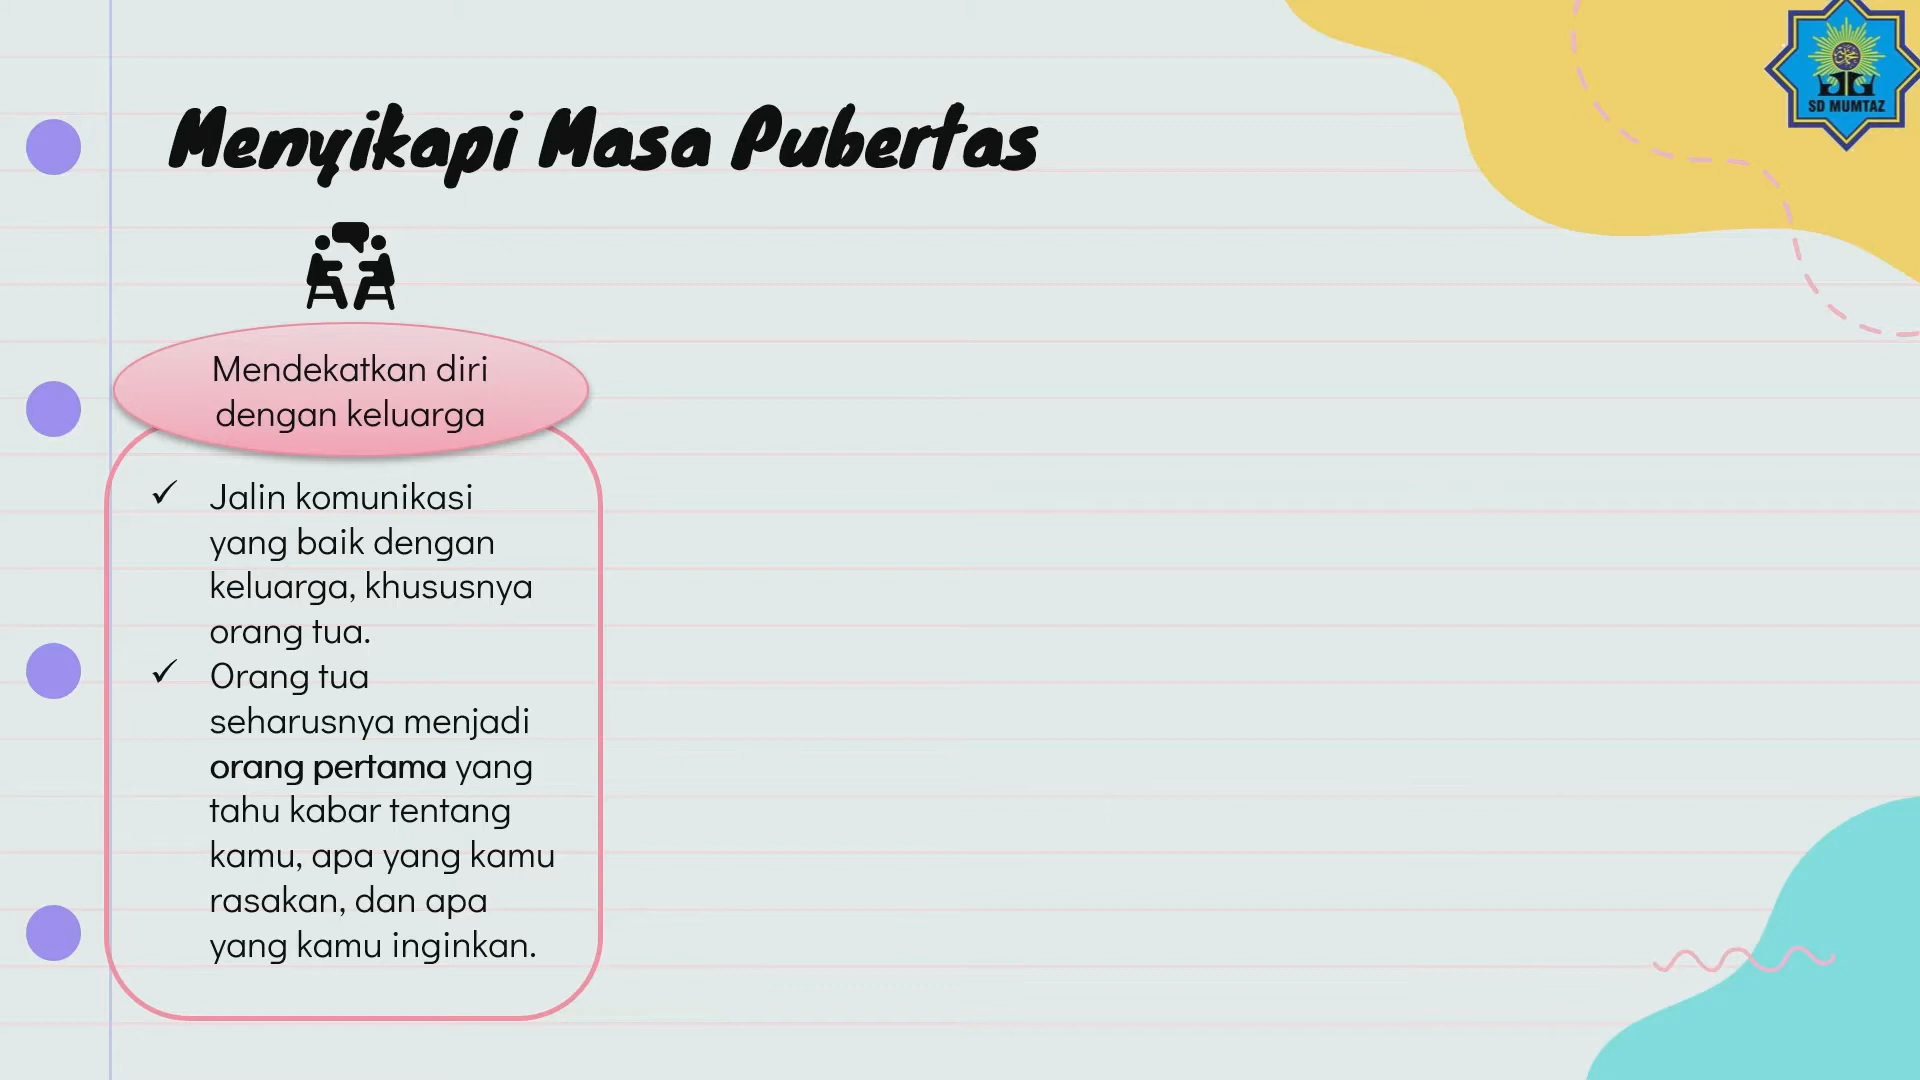 SD MUMTAZ
Menyikapi Masa Pubertas
Mendekatkan diri
dengan keluarga
✓ Jalin komunikasi
yang baik dengan
keluarga, khususnya
orang tua.
✓ Orang tua
seharusnya menjadi
orang pertama yang
tahu kabar tentang
kamu, apa yang kamu
rasakan, dan apa
yang kamu inginkan.